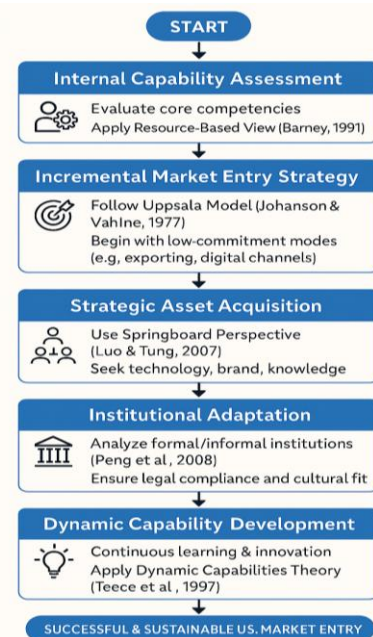 START
Internal Capability Assessment
Evaluate core competencies
Apply Resource-Based View (Barney, 1991)
Incremental Market Entry Strategy
Follow Uppsala Model (Johanson &
Vahlne, 1977)
Begin with low-commitment modes
(e.g, exporting, digital channels)
Strategic Asset Acquisition
Use Springboard Perspective
(Luo & Tung, 2007)
Seek technology, brand, knowledge
Institutional Adaptation
Analyze formal/informal institutions
(Peng et al, 2008)
Ensure legal compliance and cultural fit
Dynamic Capability Development
Continuous learning & innovation
Apply Dynamic Capabilities Theory
(Teece et al, 1997)
SUCCESSFUL & SUSTAINABLE US. MARKET ENTRY